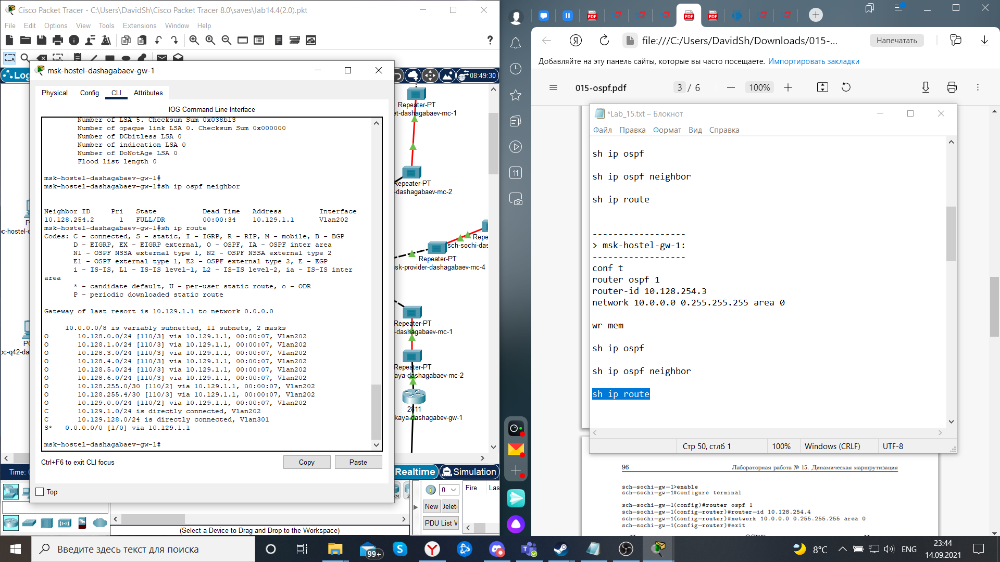 Cisco Packet Tracer - C:\Users\DavidSh\Cisco Packet Tracer 8.0\saves\lab14.4(2.0).pkt
File Edit Options View Tools Extensions Window Help
Log
08:49:30
msk-hostel-dashagabaev-gw-1
Physical Config CLI Attributes
IOS Command Line Interface
Number of LSA 5. Checksum Sum 0x038b13
Number of opaque link LSA 0. Checksum Sum 0x000000
Number of DCbitless LSA 0
Number of indication LSA 0
Number of DoNotAge LSA 0
Flood list length 0
msk-hostel-dashagabaev-gw-1#
msk-hostel-dashagabaev-gw-1#sh ip ospf neighbor
Neighbor ID Pri State Dead Time Address Interface
10.128.254.2 1 FULL/DR 00:00:34 10.129.1.1 Vlan202
msk-hostel-dashagabaev-gw-1#sh ip route
Codes: C - connected, S - static, I - IGRP, R - RIP, M - mobile, B - BGP
D - EIGRP, EX - EIGRP external, O - OSPF, IA - OSPF inter area
N1 - OSPF NSSA external type 1, N2 - OSPF NSSA external type 2
E1 - OSPF external type 1, E2 - OSPF external type 2, E - EGP
i - IS-IS, L1 - IS-IS level-1, L2 - IS-IS level-2, ia - IS-IS inter
area
* - candidate default, U - per-user static route, o - ODR
P - periodic downloaded static route
Gateway of last resort is 10.129.1.1 to network 0.0.0.0
10.0.0.0/8 is variably subnetted, 11 subnets, 2 masks
O 10.128.0.0/24 [110/3] via 10.129.1.1, 00:00:07, Vlan202
O 10.128.1.0/24 [110/3] via 10.129.1.1, 00:00:07, Vlan202
O 10.128.3.0/24 [110/3] via 10.129.1.1, 00:00:07, Vlan202
O 10.128.4.0/24 [110/3] via 10.129.1.1, 00:00:07, Vlan202
O 10.128.5.0/24 [110/3] via 10.129.1.1, 00:00:07, Vlan202
O 10.128.6.0/24 [110/3] via 10.129.1.1, 00:00:07, Vlan202
O 10.128.255.0/30 [110/2] via 10.129.1.1, 00:00:07, Vlan202
O 10.128.255.4/30 [110/3] via 10.129.1.1, 00:00:07, Vlan202
O 10.129.0.0/24 [110/2] via 10.129.1.1, 00:00:07, Vlan202
C 10.129.1.0/24 is directly connected, Vlan202
C 10.129.128.0/24 is directly connected, Vlan301
S* 0.0.0.0/0 [1/0] via 10.129.1.1
msk-hostel-dashagabaev-gw-1#
Ctrl+F6 to exit CLI focus
Copy Paste
Top
Repeater-PT
et-dashagabaev-mc-1
Repeater-PT
-dashagabaev-mc-2
Repe
sch-sochi-das
Repeater-PT
sk-provider-dashagabaev-mc-4
Repeater-PT
-dashagabaev-mc-1
Repeater-PT
aya-dashagabaev-mc-2
2811
kaya-dashagabev-gw-1
P
oc-hostel-d
PC
oc-q42-da
Time: 0
Realtime Simulation
0
Fire Las
New Delet
PDU List W
(Select a Device to Drag and Drop to the Workspace)
file:///C:/Users/DavidSh/Downloads/015-...
Напечатать
Добавляйте на эту панель сайты, которые вы часто посещаете. Импортировать закладки
015-ospf.pdf
3 / 6
100%
11
*Lab_15.txt – Блокнот
Файл Правка Формат Вид Справка
sh ip ospf
sh ip ospf neighbor
sh ip route
------------------
> msk-hostel-gw-1:
------------------
conf t
router ospf 1
router-id 10.128.254.3
network 10.0.0.0 0.255.255.255 area 0
wr mem
sh ip ospf
sh ip ospf neighbor
sh ip route
Стр 50, стлб 1 100% Windows (CRLF) UTF-8
96 Лабораторная работа № 15. Динамическая маршрутизация
sch-sochi-gw-1>enable
sch-sochi-gw-1#configure terminal
sch-sochi-gw-1(config)#router ospf 1
sch-sochi-gw-1(config-router)#router-id 10.128.254.4
sch-sochi-gw-1(config-router)#network 10.0.0.0 0.255.255.255 area 0
sch-sochi-gw-1(config-router)#exit
Введите здесь текст для поиска
99+
8°C
ENG
23:44
14.09.2021